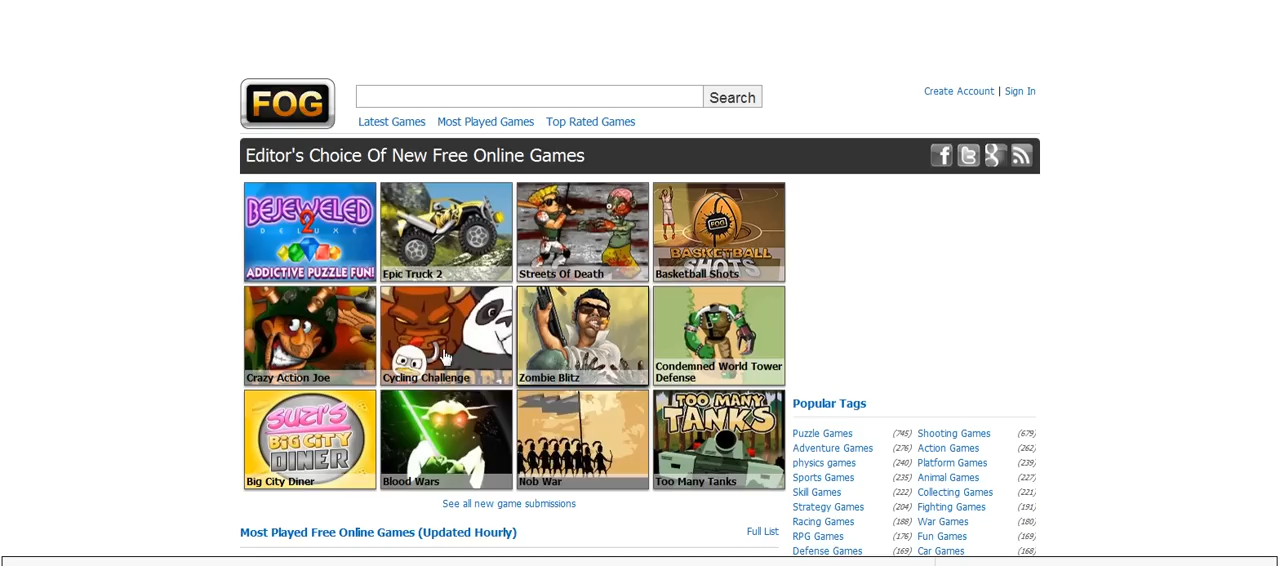 FOG
Search
Create Account | Sign In
Latest Games Most Played Games Top Rated Games
Editor's Choice Of New Free Online Games
BEJEWELED
2
DELUXE
ADDICTIVE PUZZLE FUN!
Epic Truck 2
Streets Of Death
FOG
BASKETBALL
SHOTS
Basketball Shots
Crazy Action Joe
Cycling Challenge
Zombie Blitz
Condemned World Tower
Defense
SUZI'S
BIG CITY
DINER
Big City Diner
Blood Wars
Nob War
TOO MANY
TANKS
Too Many Tanks
See all new game submissions
Popular Tags
Puzzle Games (745) Shooting Games (679)
Adventure Games (276) Action Games (262)
physics games (240) Platform Games (239)
Sports Games (235) Animal Games (227)
Skill Games (222) Collecting Games (221)
Strategy Games (204) Fighting Games (191)
Racing Games (188) War Games (180)
RPG Games (176) Fun Games (169)
Defense Games (169) Car Games (168)
Most Played Free Online Games (Updated Hourly) Full List